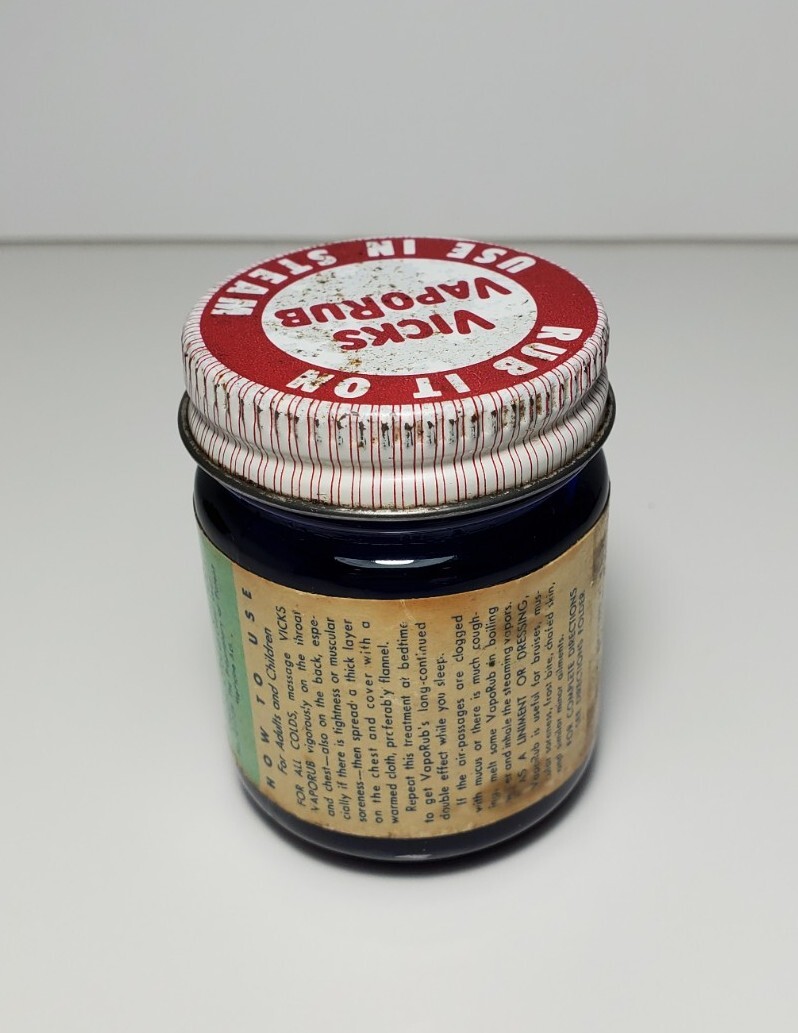 USE IN STEAM
VICKS
VAPORUB
RUB IT ON
HOW TO USE
For Adults and Children
FOR ALL COLDS, massage VICKS
VAPORUB vigorously on the throat
and chest—also on the back, espe-
cially if there is tightness or muscular
soreness—then spread a thick layer
on the chest and cover with a
warmed cloth, preferably flannel.
Repeat this treatment at bedtime
to get VapoRub's long-continued
double effect while you sleep.
If the air-passages are clogged
with mucus or there is much cough-
melt some VapoRub in boiling
and inhale the steaming vapors.
AS A LINIMENT OR DRESSING,
VapoRub is useful for bruises, mus-
cular soreness, frost bite, chafed skin,
and similar minor ailments.
FOR COMPLETE DIRECTIONS
SEE DIRECTIONS FOLDER.